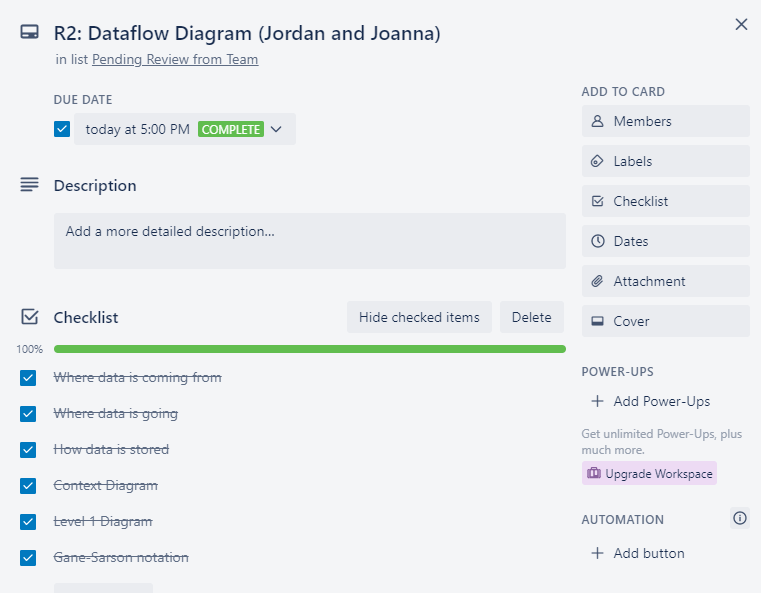 R2: Dataflow Diagram (Jordan and Joanna)
in list Pending Review from Team
DUE DATE
today at 5:00 PM COMPLETE
Description
Add a more detailed description...
Checklist
Hide checked items
Delete
100%
Where data is coming from
Where data is going
How data is stored
Context Diagram
Level 1 Diagram
Gane-Sarson notation
ADD TO CARD
Members
Labels
Checklist
Dates
Attachment
Cover
POWER-UPS
Add Power-Ups
Get unlimited Power-Ups, plus
much more.
Upgrade Workspace
AUTOMATION
Add button